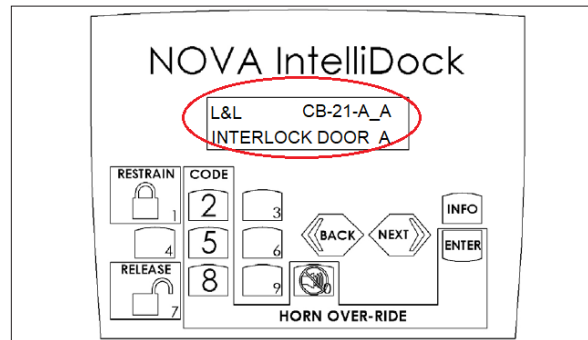 NOVA IntelliDock
L&L CB-21-A_A
INTERLOCK DOOR A
RESTRAIN
1
CODE
2
3
BACK
NEXT
INFO
4
5
6
ENTER
RELEASE
7
8
9
0
HORN OVER-RIDE